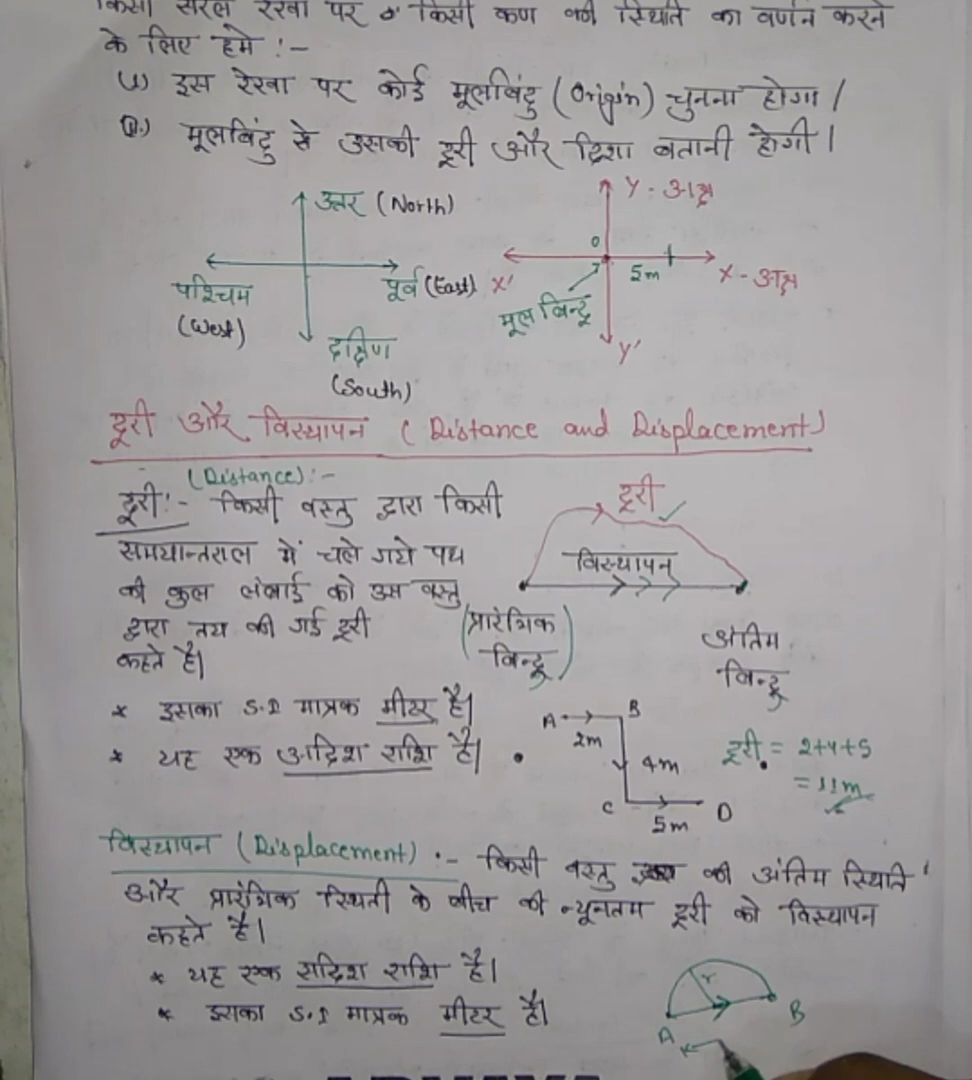 किसी सरल रेखा पर किसी कण की स्थिति का वर्णन करने
के लिए हमे :-
(i) इस रेखा पर कोई मूलबिंदु (Origin) चुनना होगा।
(ii.) मूलबिंदु से उसकी दूरी और दिशा बतानी होगी।
उत्तर (North)
पश्चिम
(West)
पूर्व (East)
दक्षिण
(South)
Y - अक्ष
O
5m
X'
X - अक्ष
मूल बिन्दू
Y'
दूरी और विस्थापन (Distance and Displacement)
(Distance) :-
दूरी:- किसी वस्तु द्वारा किसी
समयान्तराल में चले गये पथ
की कुल लंबाई को उस वस्तु
द्वारा तय की गई दूरी
कहते है।
* इसका S.I मात्रक मीटर है।
* यह एक अदिश राशि है।
दूरी
विस्थापन
(प्रारंभिक
बिन्दू)
अंतिम
बिन्दू
A
B
2m
4m
C
D
5m
दूरी = 2+4+5
= 11m
विस्थापन (Displacement) :- किसी वस्तु की अंतिम स्थिति
और प्रारंभिक स्थिती के बीच की न्यूनतम दूरी को विस्थापन
कहते है।
* यह एक सदिश राशि है।
* इसका S.I मात्रक मीटर है।
r
A
B